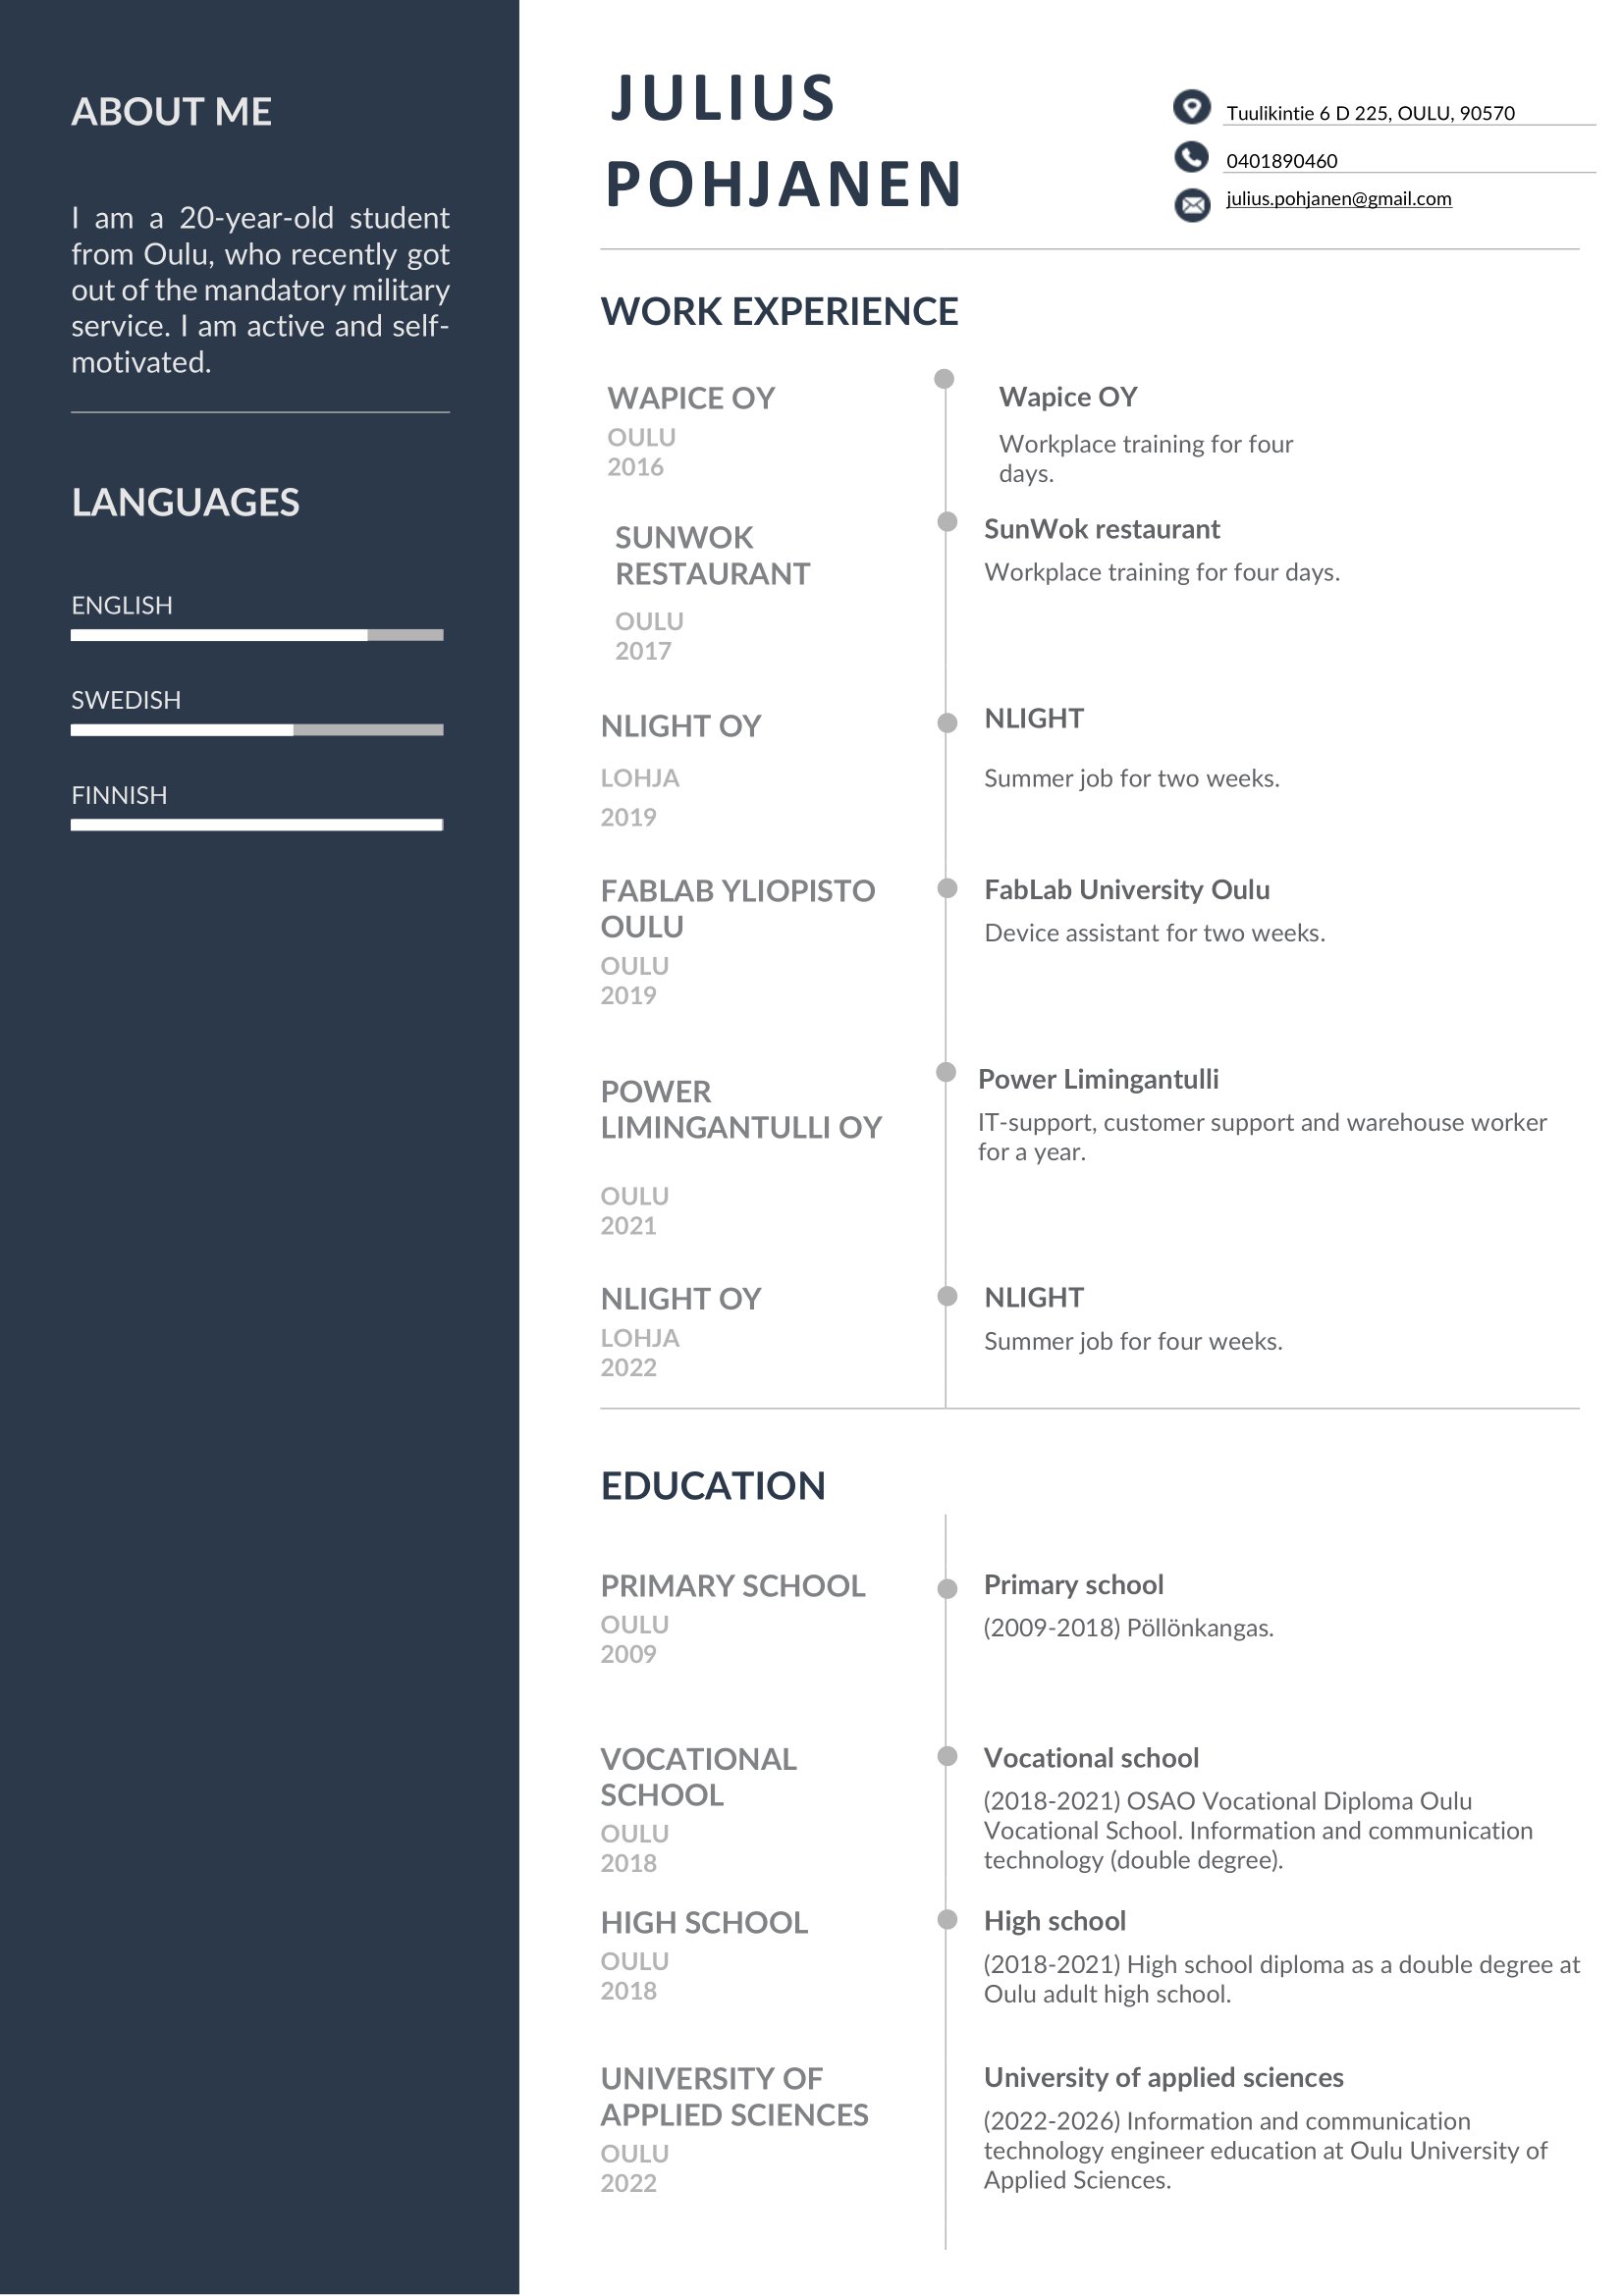 ABOUT ME
I am a 20-year-old student
from Oulu, who recently got
out of the mandatory military
service. I am active and self-
motivated.
LANGUAGES
ENGLISH
SWEDISH
FINNISH
JULIUS
POHJANEN
Tuulikintie 6 D 225, OULU, 90570
0401890460
julius.pohjanen@gmail.com
WORK EXPERIENCE
WAPICE OY
OULU
2016
Wapice OY
Workplace training for four
days.
SUNWOK
RESTAURANT
OULU
2017
SunWok restaurant
Workplace training for four days.
NLIGHT OY
LOHJA
2019
NLIGHT
Summer job for two weeks.
FABLAB YLIOPISTO
OULU
OULU
2019
FabLab University Oulu
Device assistant for two weeks.
POWER
LIMINGANTULLI OY
OULU
2021
Power Limingantulli
IT-support, customer support and warehouse worker
for a year.
NLIGHT OY
LOHJA
2022
NLIGHT
Summer job for four weeks.
EDUCATION
PRIMARY SCHOOL
OULU
2009
Primary school
(2009-2018) Pöllönkangas.
VOCATIONAL
SCHOOL
OULU
2018
Vocational school
(2018-2021) OSAO Vocational Diploma Oulu
Vocational School. Information and communication
technology (double degree).
HIGH SCHOOL
OULU
2018
High school
(2018-2021) High school diploma as a double degree at
Oulu adult high school.
UNIVERSITY OF
APPLIED SCIENCES
OULU
2022
University of applied sciences
(2022-2026) Information and communication
technology engineer education at Oulu University of
Applied Sciences.